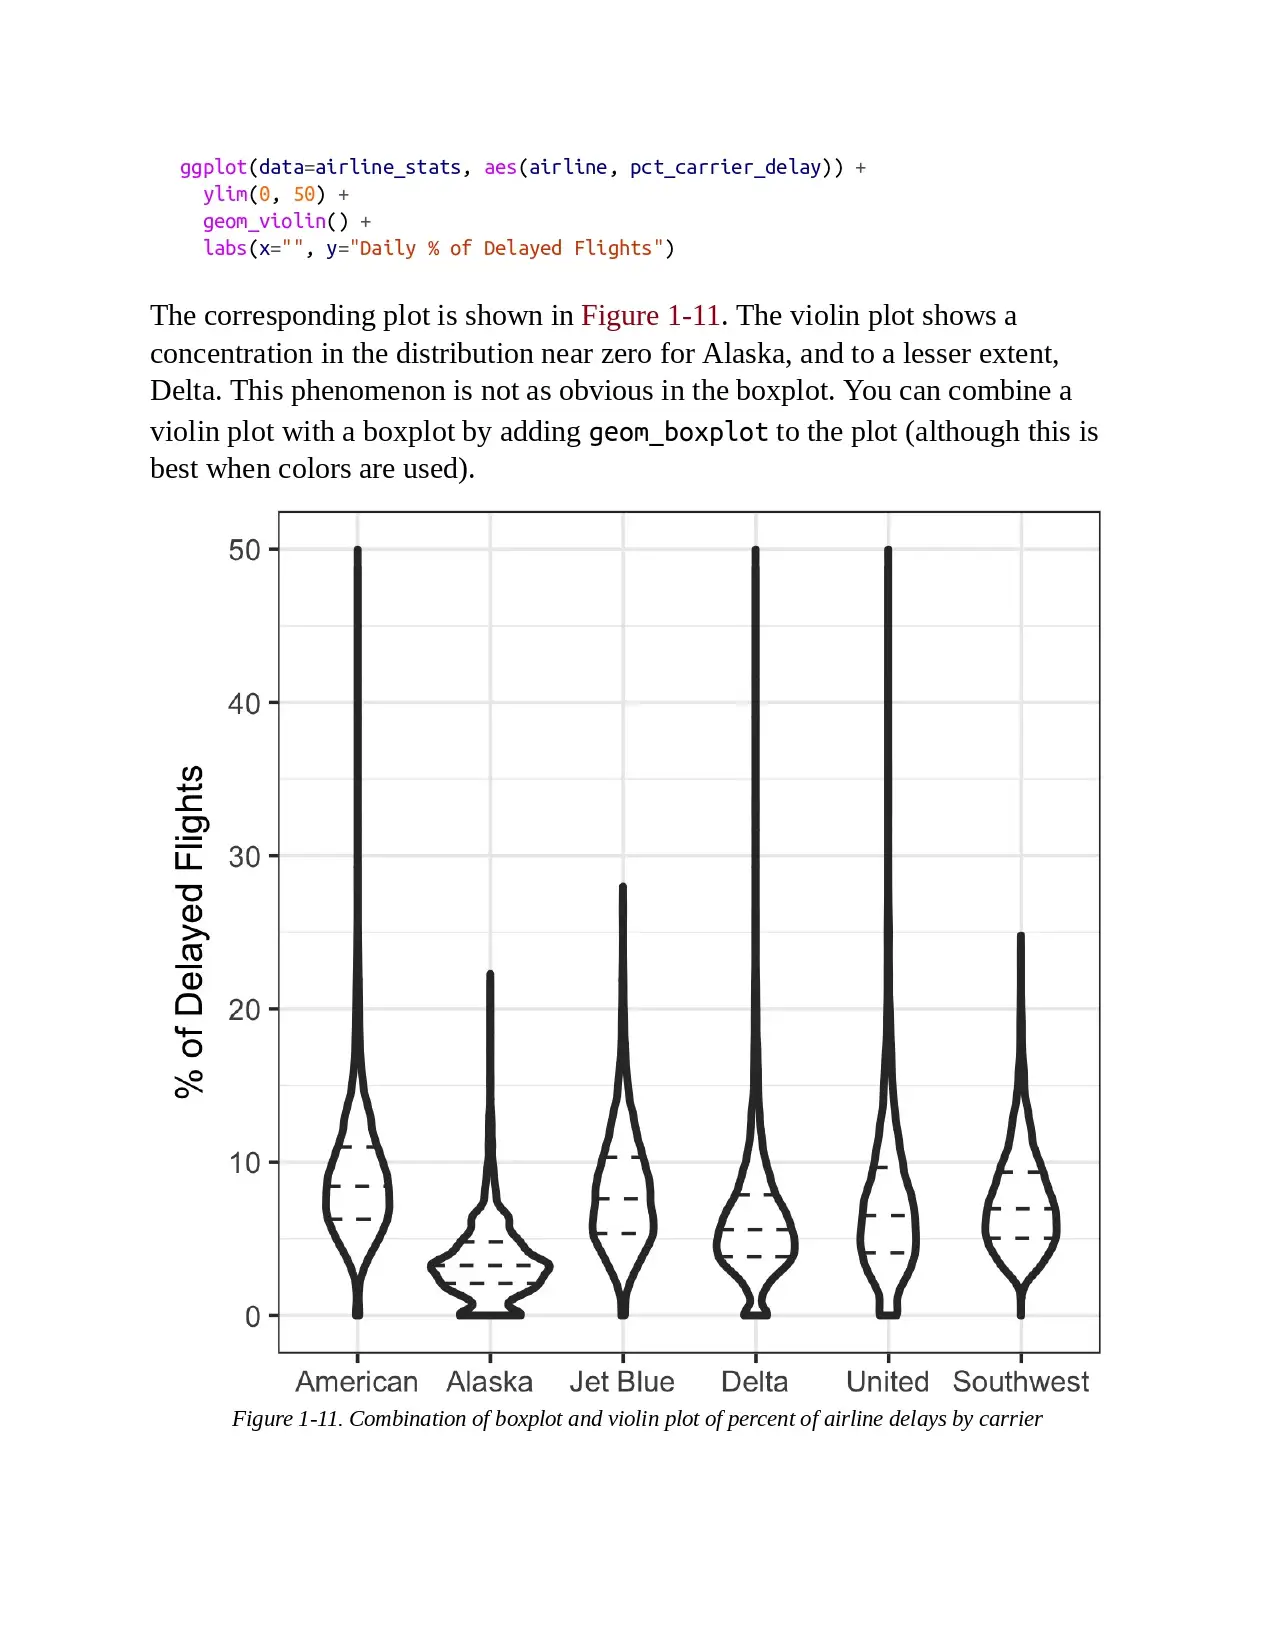 ggplot(data=airline_stats, aes(airline, pct_carrier_delay)) +
ylim(0, 50) +
geom_violin() +
labs(x="", y="Daily % of Delayed Flights")
The corresponding plot is shown in Figure 1-11. The violin plot shows a
concentration in the distribution near zero for Alaska, and to a lesser extent,
Delta. This phenomenon is not as obvious in the boxplot. You can combine a
violin plot with a boxplot by adding geom_boxplot to the plot (although this is
best when colors are used).
50
40
30
20
10
0
% of Delayed Flights
American Alaska Jet Blue Delta United Southwest
Figure 1-11. Combination of boxplot and violin plot of percent of airline delays by carrier